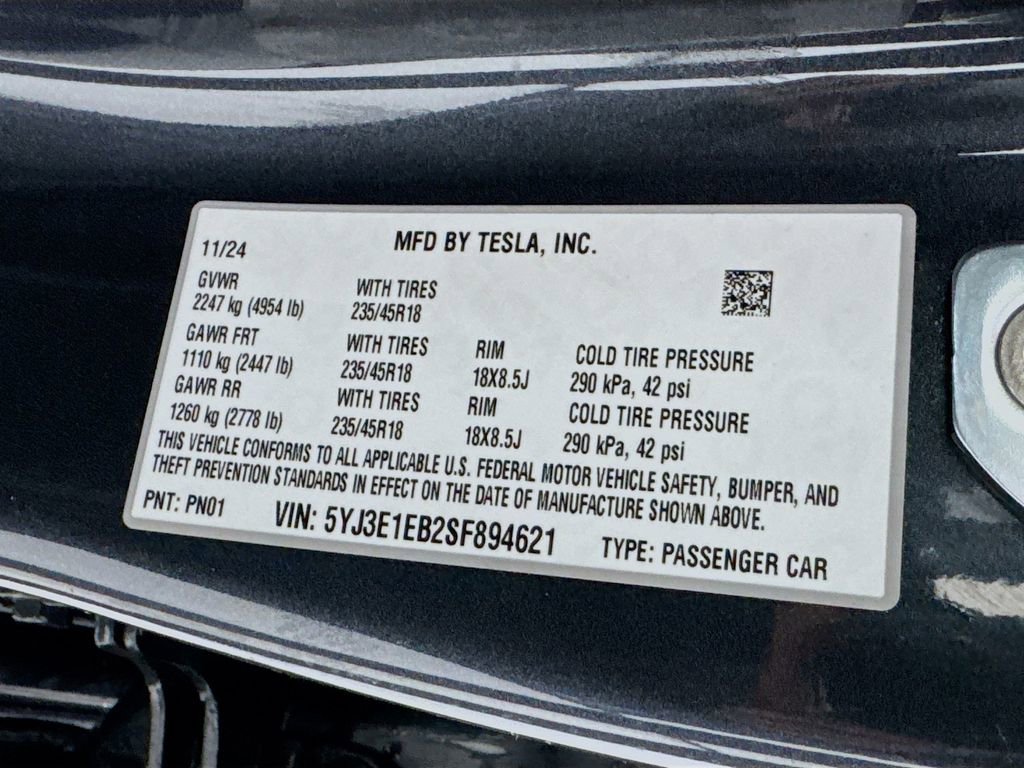 11/24 MFD BY TESLA, INC.
GVWR WITH TIRES
2247 kg (4954 lb) 235/45R18
GAWR FRT WITH TIRES RIM COLD TIRE PRESSURE
1110 kg (2447 lb) 235/45R18 18X8.5J 290 kPa, 42 psi
GAWR RR WITH TIRES RIM COLD TIRE PRESSURE
1260 kg (2778 lb) 235/45R18 18X8.5J 290 kPa, 42 psi
THIS VEHICLE CONFORMS TO ALL APPLICABLE U.S. FEDERAL MOTOR VEHICLE SAFETY, BUMPER, AND
THEFT PREVENTION STANDARDS IN EFFECT ON THE DATE OF MANUFACTURE SHOWN ABOVE.
PNT: PN01 VIN: 5YJ3E1EB2SF894621 TYPE: PASSENGER CAR